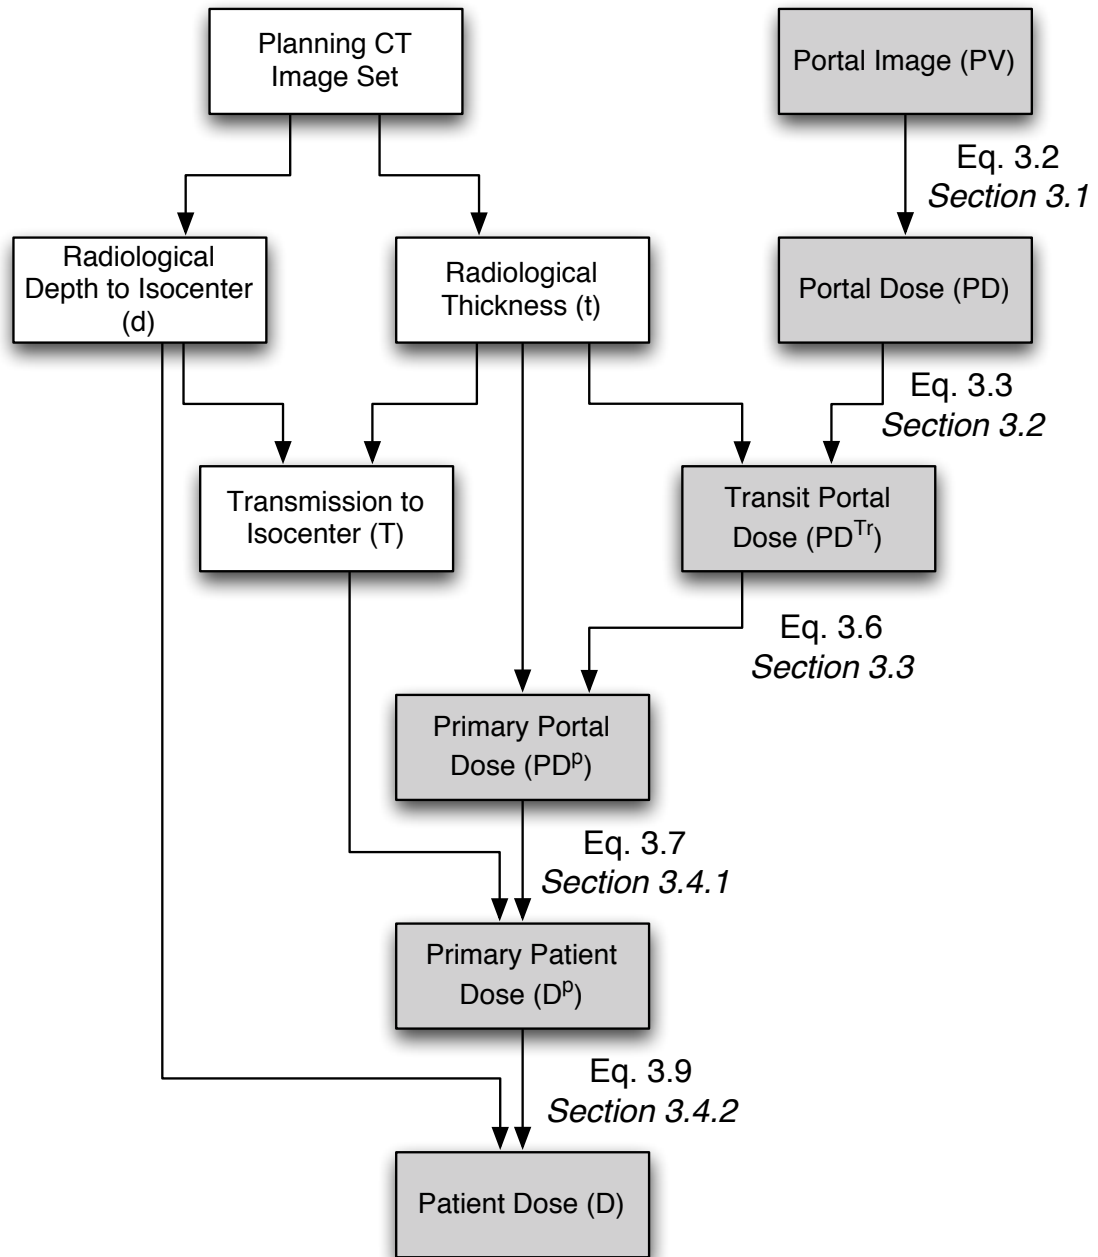 Planning CT
Image Set
Portal Image (PV)
Eq. 3.2
Section 3.1
Radiological
Depth to Isocenter
(d)
Radiological
Thickness (t)
Portal Dose (PD)
Eq. 3.3
Section 3.2
Transmission to
Isocenter (T)
Transit Portal
Dose (PD^Tr)
Eq. 3.6
Section 3.3
Primary Portal
Dose (PD^p)
Eq. 3.7
Section 3.4.1
Primary Patient
Dose (D^p)
Eq. 3.9
Section 3.4.2
Patient Dose (D)